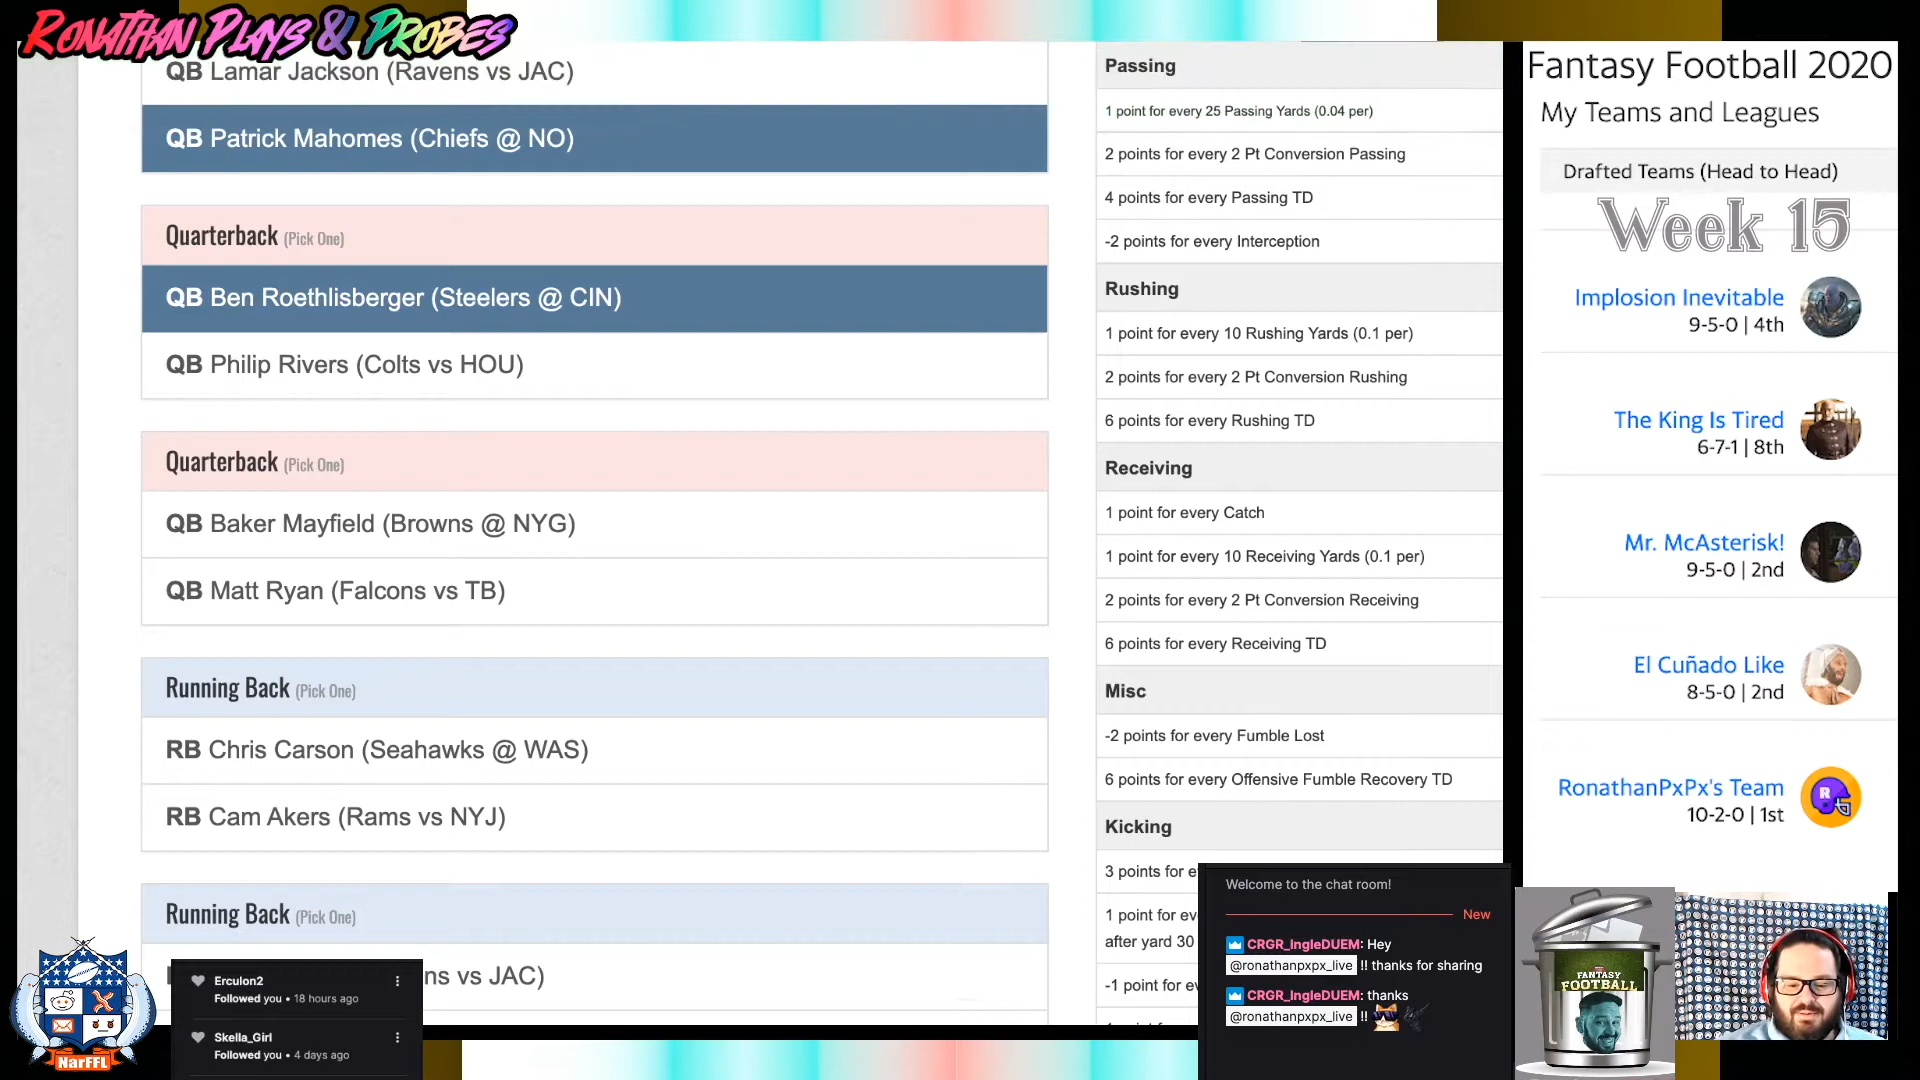 RONATHAN PLAYS & PROBES
QB Lamar Jackson (Ravens vs JAC)
QB Patrick Mahomes (Chiefs @ NO)
Quarterback (Pick One)
QB Ben Roethlisberger (Steelers @ CIN)
QB Philip Rivers (Colts vs HOU)
Quarterback (Pick One)
QB Baker Mayfield (Browns @ NYG)
QB Matt Ryan (Falcons vs TB)
Running Back (Pick One)
RB Chris Carson (Seahawks @ WAS)
RB Cam Akers (Rams vs NYJ)
Running Back (Pick One)
ns vs JAC)
Passing
1 point for every 25 Passing Yards (0.04 per)
2 points for every 2 Pt Conversion Passing
4 points for every Passing TD
-2 points for every Interception
Rushing
1 point for every 10 Rushing Yards (0.1 per)
2 points for every 2 Pt Conversion Rushing
6 points for every Rushing TD
Receiving
1 point for every Catch
1 point for every 10 Receiving Yards (0.1 per)
2 points for every 2 Pt Conversion Receiving
6 points for every Receiving TD
Misc
-2 points for every Fumble Lost
6 points for every Offensive Fumble Recovery TD
Kicking
3 points for e
1 point for ev
after yard 30
-1 point for ev
Fantasy Football 2020
My Teams and Leagues
Drafted Teams (Head to Head)
Week 15
Implosion Inevitable
9-5-0 | 4th
The King Is Tired
6-7-1 | 8th
Mr. McAsterisk!
9-5-0 | 2nd
El Cuñado Like
8-5-0 | 2nd
RonathanPxPx's Team
10-2-0 | 1st
Welcome to the chat room!
New
CRGR_IngleDUEM: Hey
@ronathanpxpx_live !! thanks for sharing
CRGR_IngleDUEM: thanks
@ronathanpxpx_live !!
Erculon2
Followed you • 18 hours ago
Skella_Girl
Followed you • 4 days ago
NarFFL
FANTASY
FOOTBALL